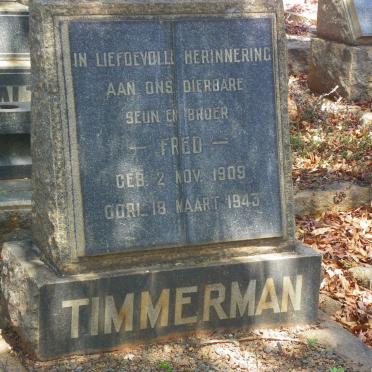 IN LIEFDEVOLLE HERINNERING
AAN ONS DIERBARE
SEUN EN BROER
— FRED —
GEB. 2 NOV. 1909
OORL. 18 MAART 1943
TIMMERMAN